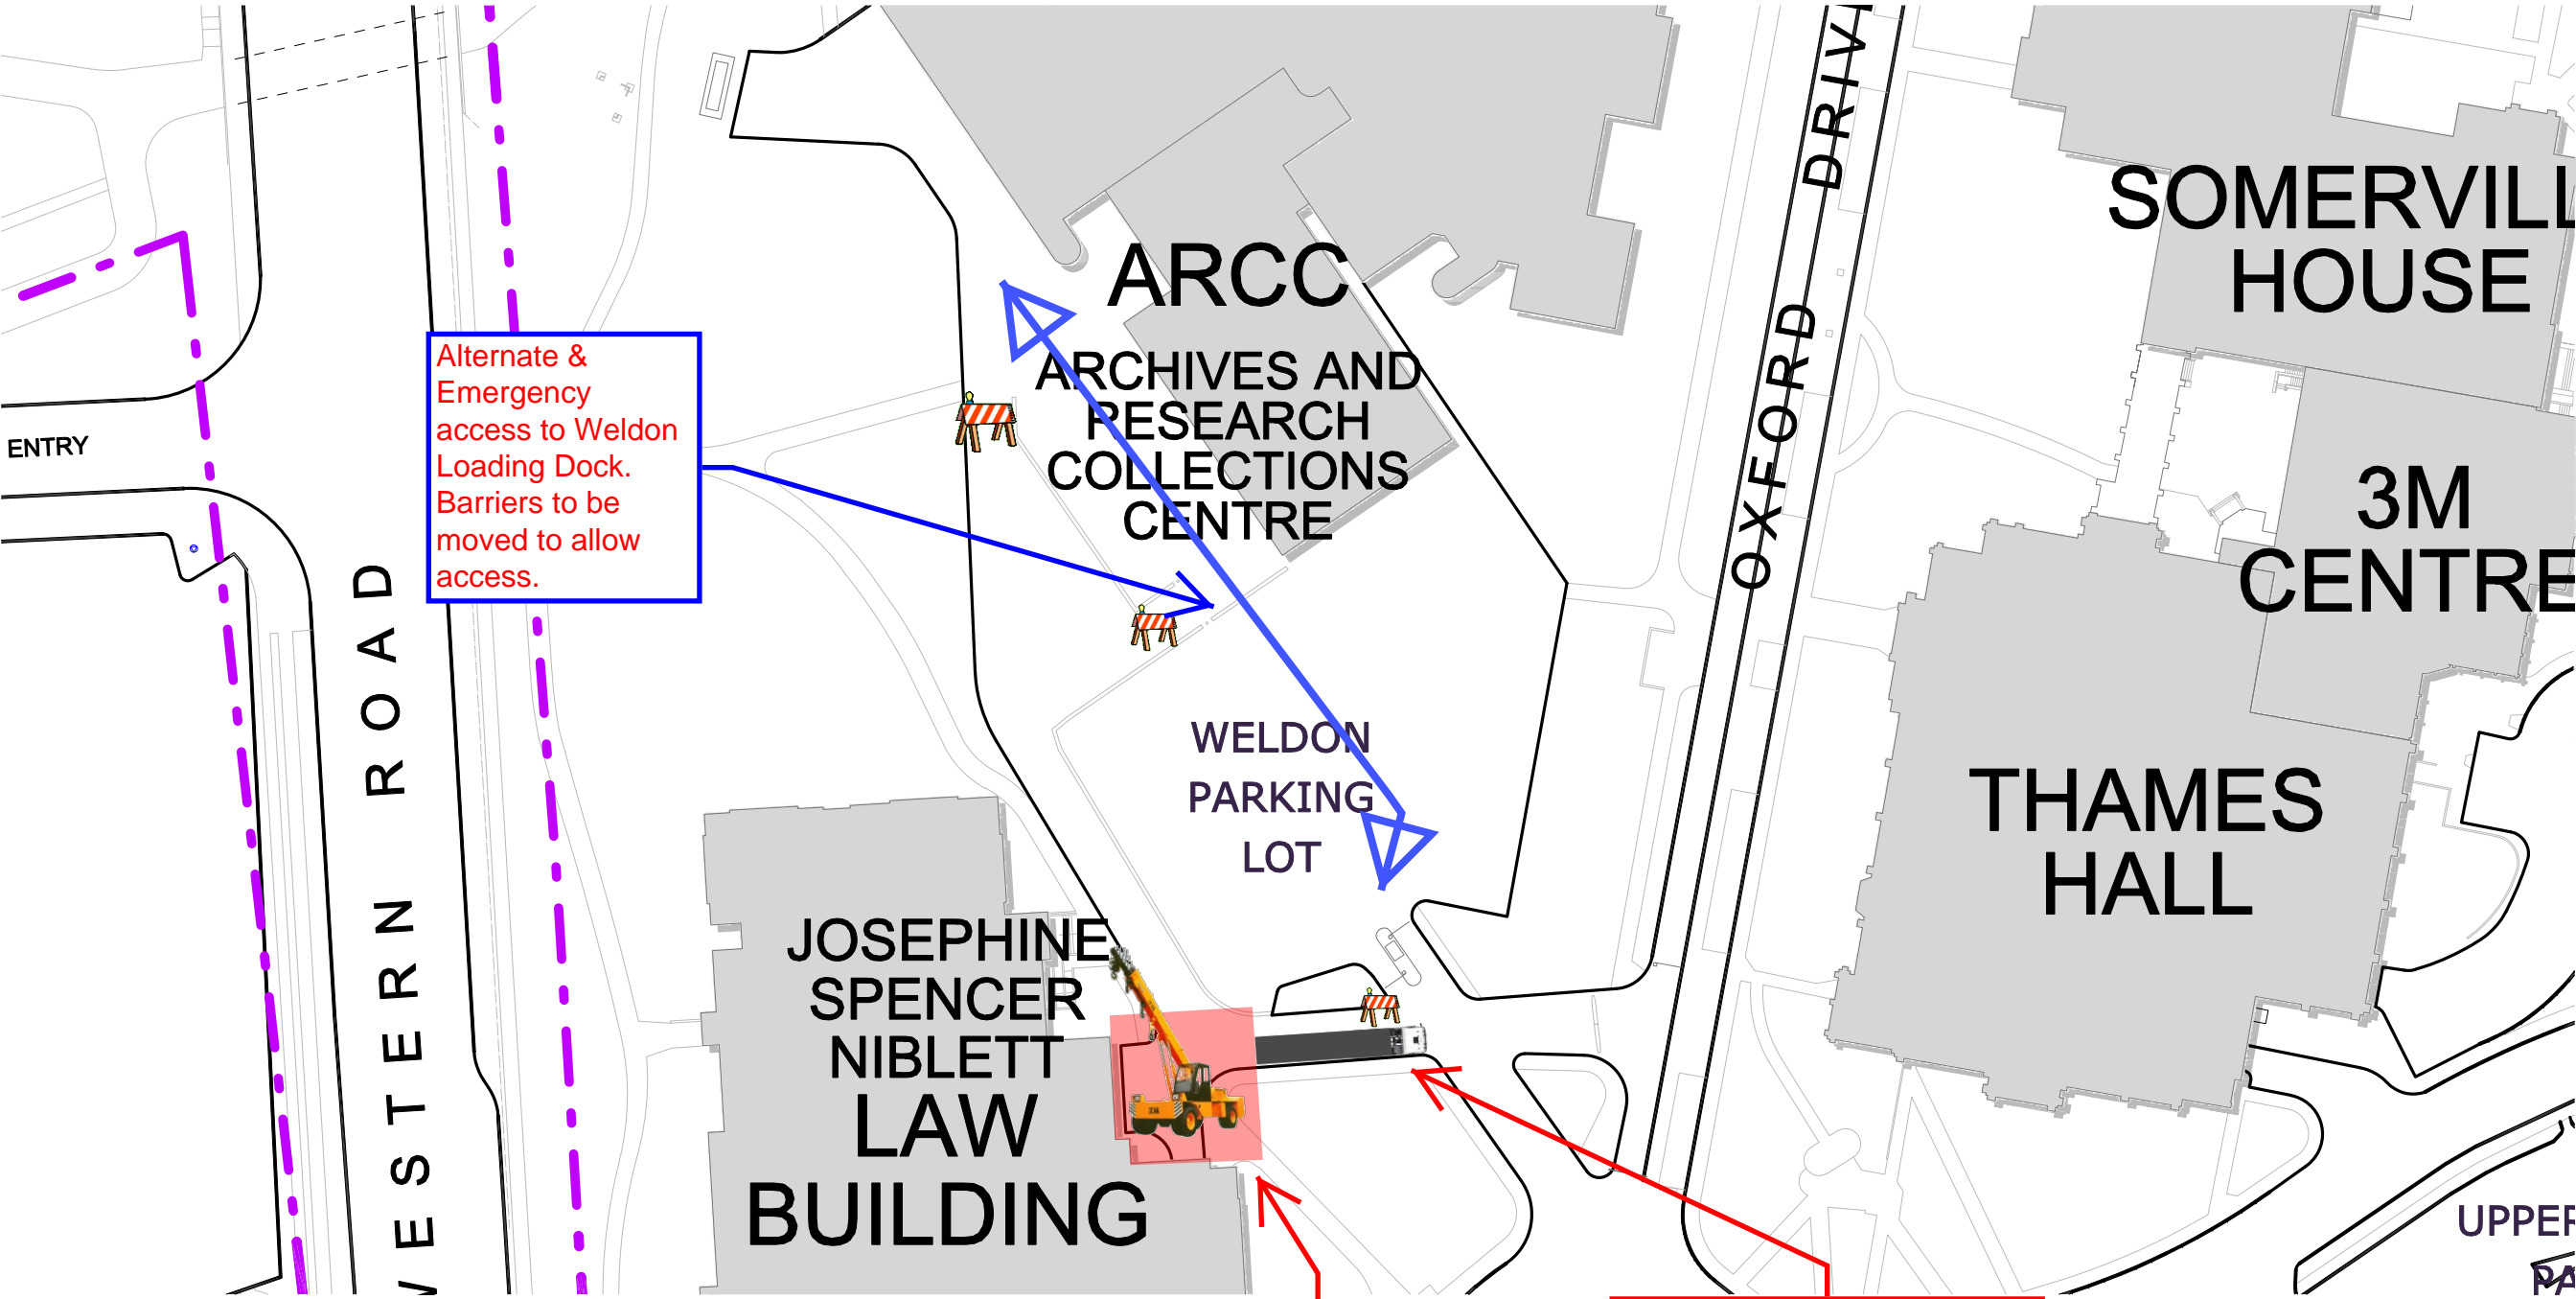 ENTRY
WESTERN ROAD
Alternate &
Emergency
access to Weldon
Loading Dock.
Barriers to be
moved to allow
access.
ARCC
ARCHIVES AND
RESEARCH
COLLECTIONS
CENTRE
WELDON
PARKING
LOT
JOSEPHINE
SPENCER
NIBLETT
LAW
BUILDING
OXFORD DRIV
SOMERVILL
HOUSE
3M
CENTRE
THAMES
HALL
UPPER
PA